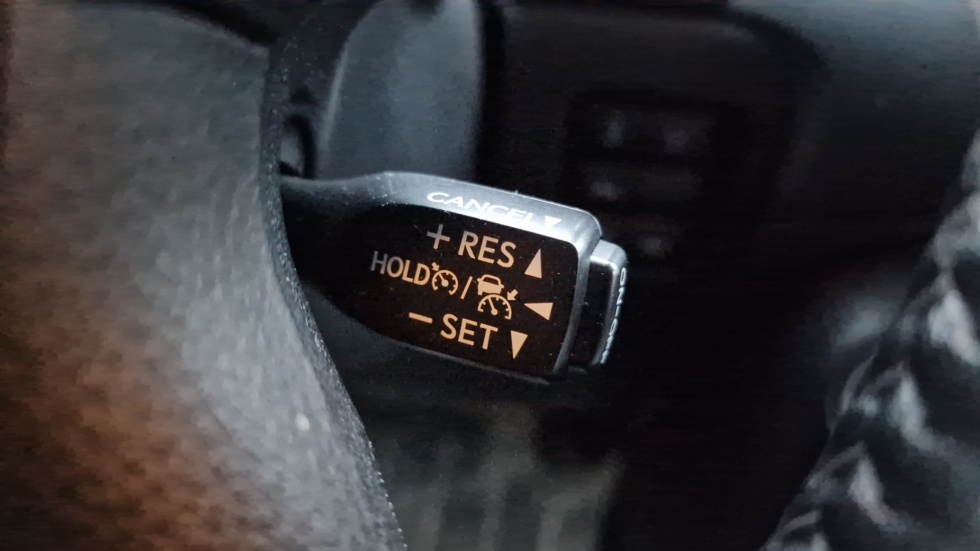 CANCEL▼
+ RES ▲
HOLD / ◀
− SET ▼